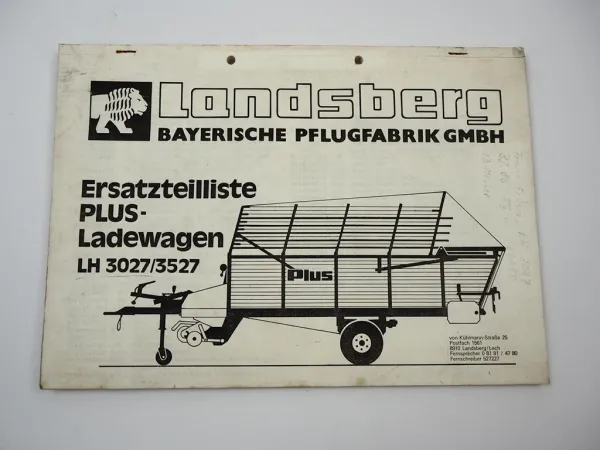 Landsberg
BAYERISCHE PFLUGFABRIK GMBH
Ersatzteilliste
PLUS-
Ladewagen
LH 3027/3527
Plus
von Kühlmann-Straße 25
Postfach 1561
8910 Landsberg/Lech
Fernsprecher 0 81 91 / 47 80
Fernschreiber 527227